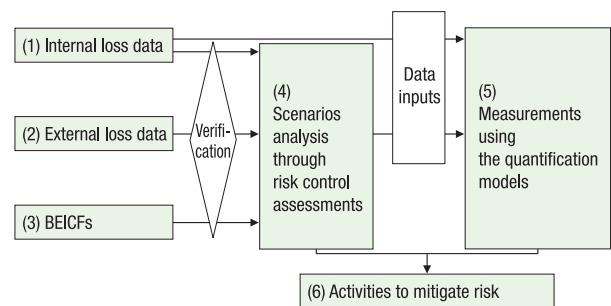 (1) Internal loss data
(2) External loss data
(3) BEICFs
Verifi-
cation
(4)
Scenarios
analysis
through
risk control
assessments
Data
inputs
(5)
Measurements
using
the quantification
models
(6) Activities to mitigate risk